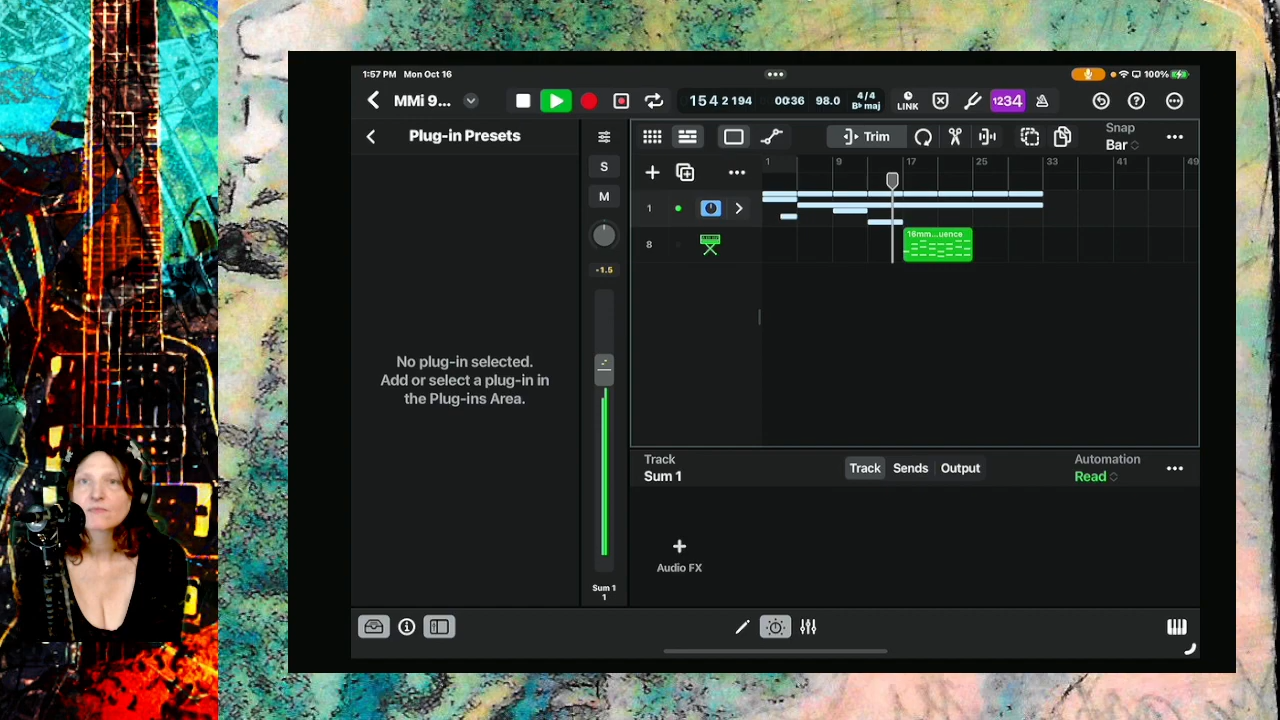 1:57 PM Mon Oct 16
100%
MMi 9...
15 4 2 194
00:36
98.0
4/4
B♭ maj
LINK
1234
Plug-in Presets
S
M
-1.5
Trim
Snap
Bar
1 9 17 25 33 41 49
1
8
16mm...uence
No plug-in selected.
Add or select a plug-in in
the Plug-ins Area.
Track
Sum 1
Track Sends Output
Automation
Read
Audio FX
Sum 1
1